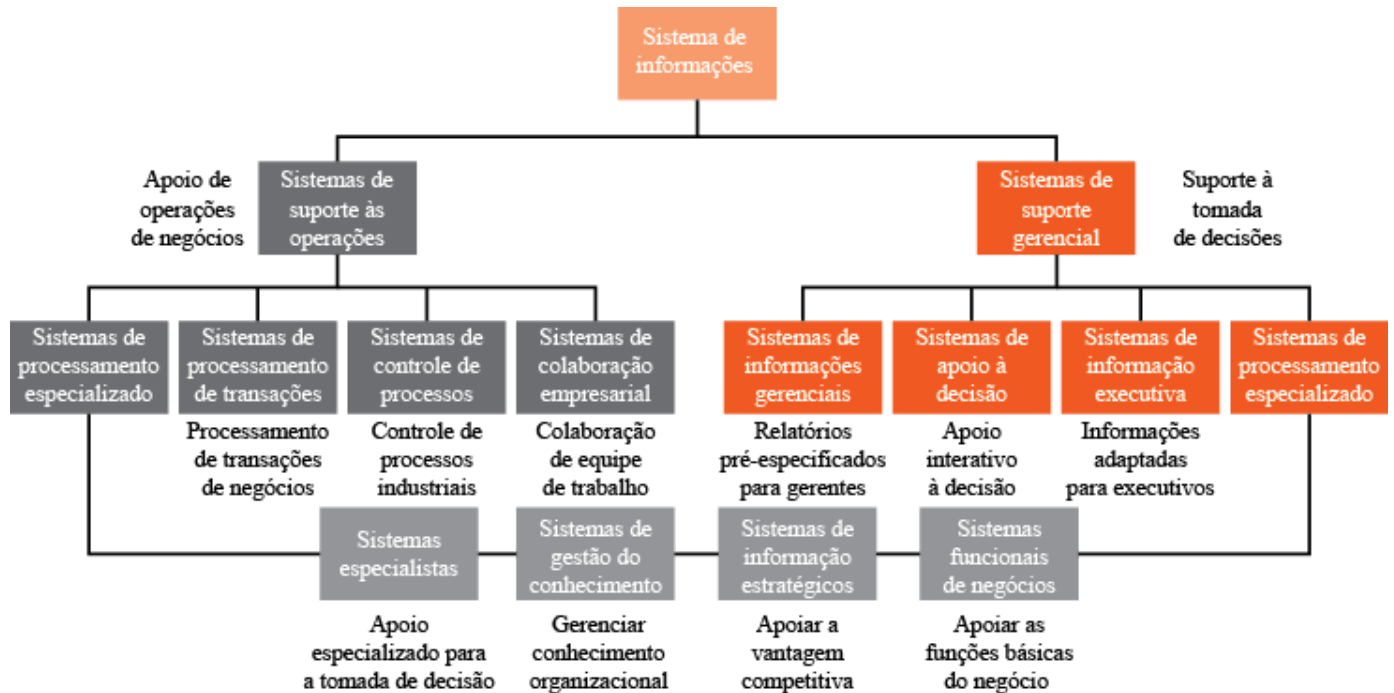 Sistema de
informações
Apoio de
operações
de negócios
Sistemas de
suporte às
operações
Sistemas de
suporte
gerencial
Suporte à
tomada
de decisões
Sistemas de
processamento
especializado
Sistemas de
processamento
de transações
Sistemas de
controle de
processos
Sistemas de
colaboração
empresarial
Sistemas de
informações
gerenciais
Sistemas de
apoio à
decisão
Sistemas de
informação
executiva
Sistemas de
processamento
especializado
Processamento
de transações
de negócios
Controle de
processos
industriais
Colaboração
de equipe
de trabalho
Relatórios
pré-especificados
para gerentes
Apoio
interativo
à decisão
Informações
adaptadas
para executivos
Sistemas
especialistas
Sistemas de
gestão do
conhecimento
Sistemas de
informação
estratégicos
Sistemas
funcionais
de negócios
Apoio
especializado para
a tomada de decisão
Gerenciar
conhecimento
organizacional
Apoiar a
vantagem
competitiva
Apoiar as
funções básicas
do negócio